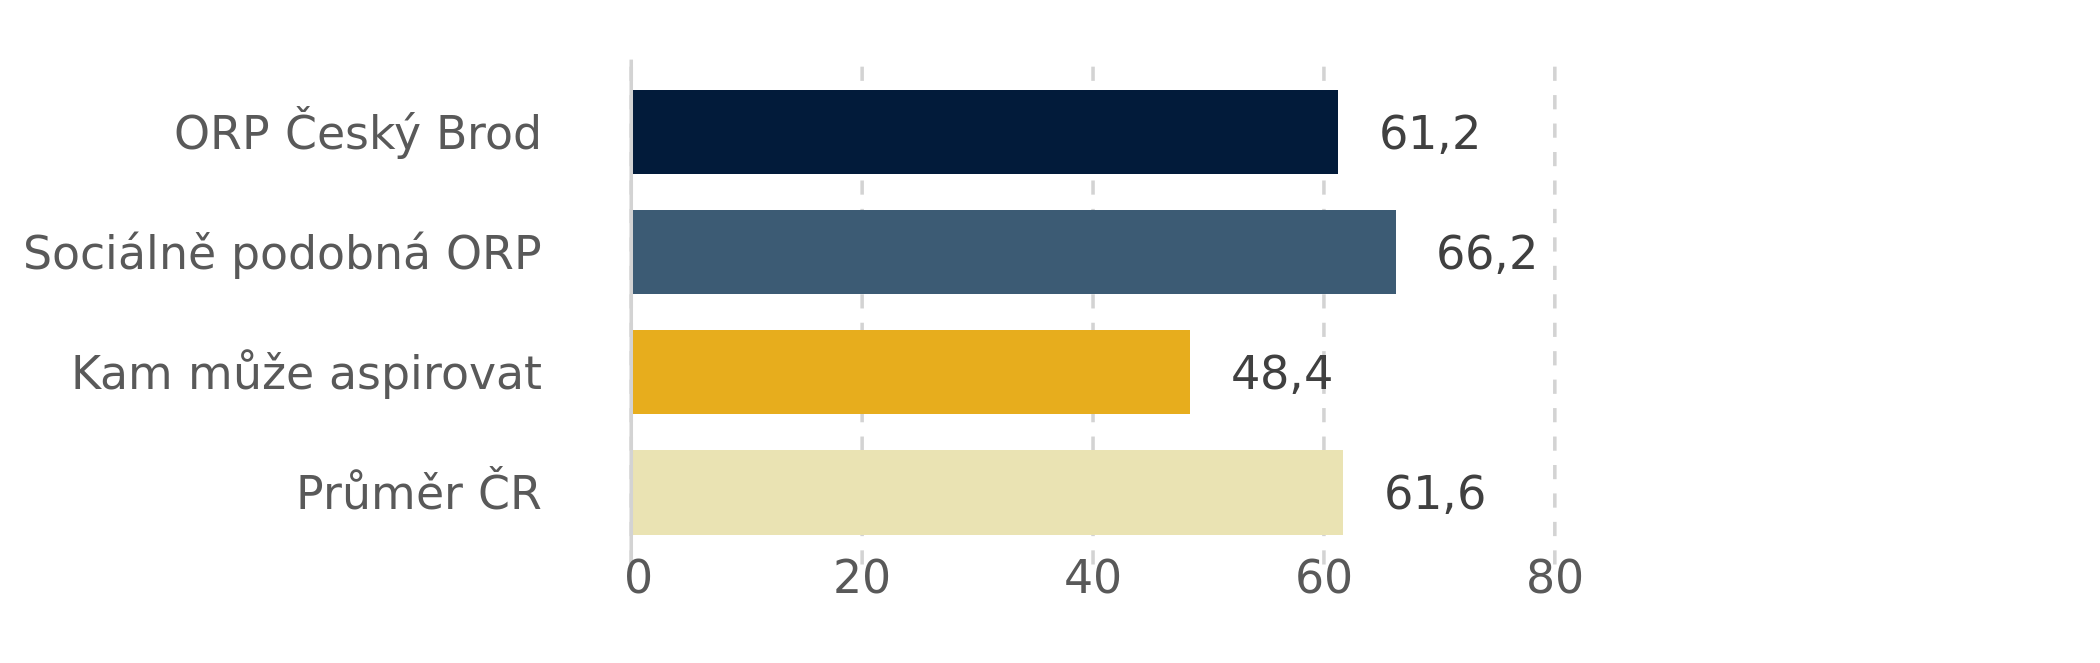 ORP Český Brod 61,2
Sociálně podobná ORP 66,2
Kam může aspirovat 48,4
Průměr ČR 61,6
0 20 40 60 80